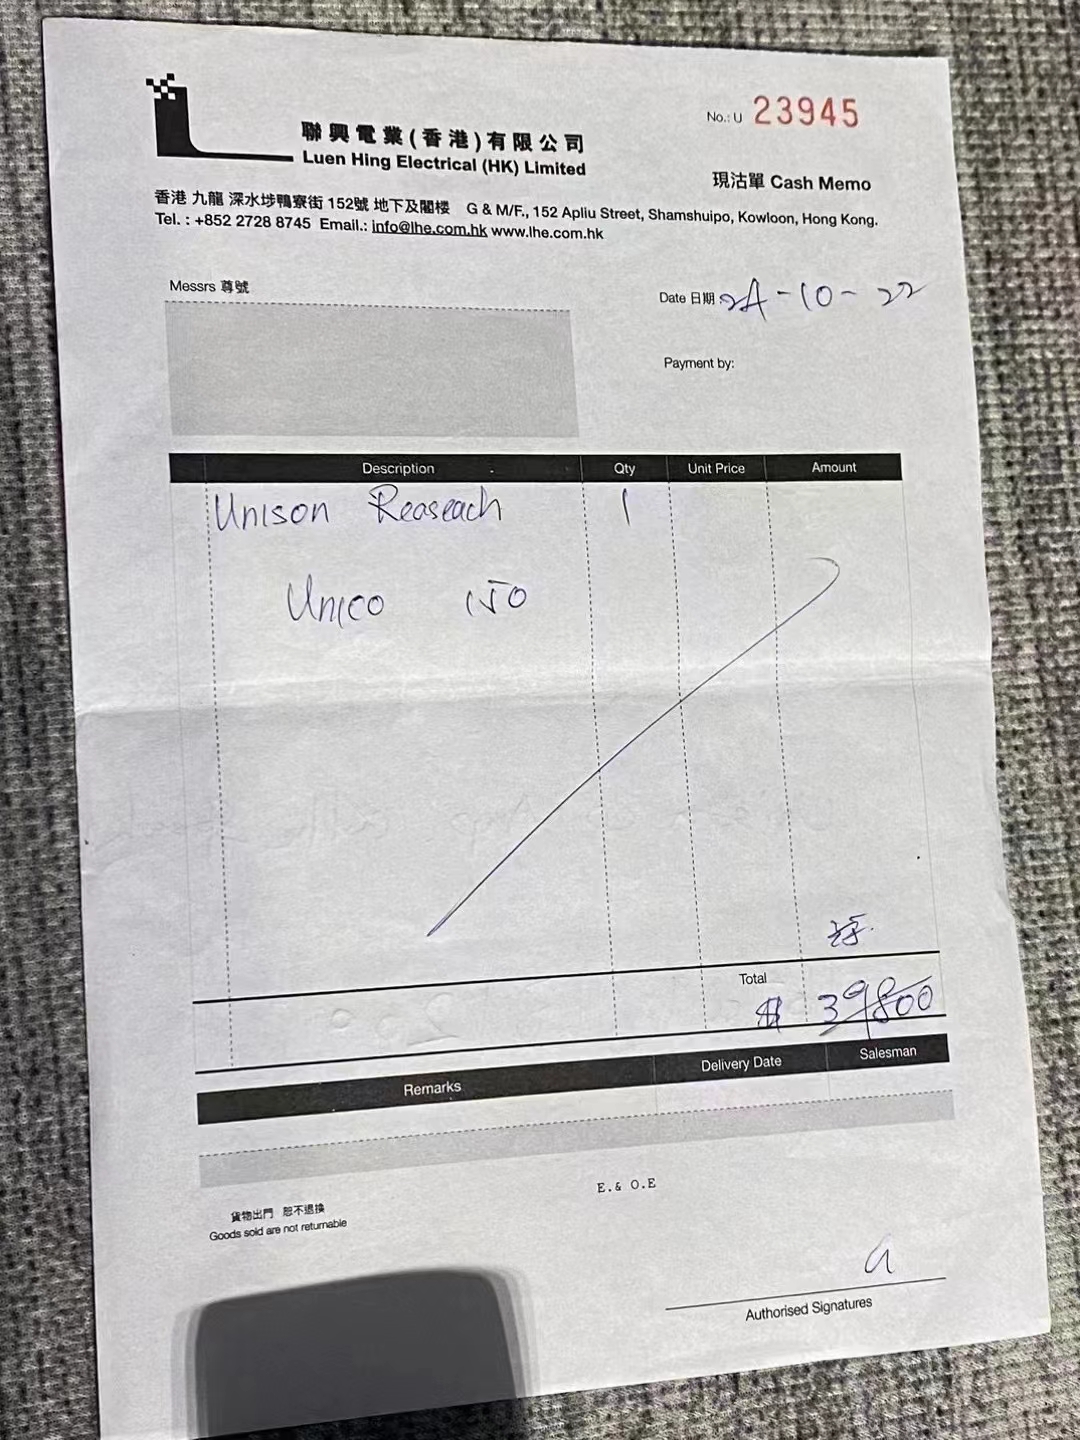 聯興電業(香港)有限公司
Luen Hing Electrical (HK) Limited
No.: U 23945
現沽單 Cash Memo
香港 九龍 深水埗鴨寮街 152號 地下及閣樓 G & M/F., 152 Apliu Street, Shamshuipo, Kowloon, Hong Kong.
Tel. : +852 2728 8745 Email.: info@lhe.com.hk www.lhe.com.hk
Messrs 尊號
Date 日期 24-10-22
Payment by:
Description Qty Unit Price Amount
Unison Reaseach 1
Unico 150
Total
$ 39800
Remarks Delivery Date Salesman
E.& O.E
貨物出門 恕不退換
Goods sold are not returnable
Authorised Signatures